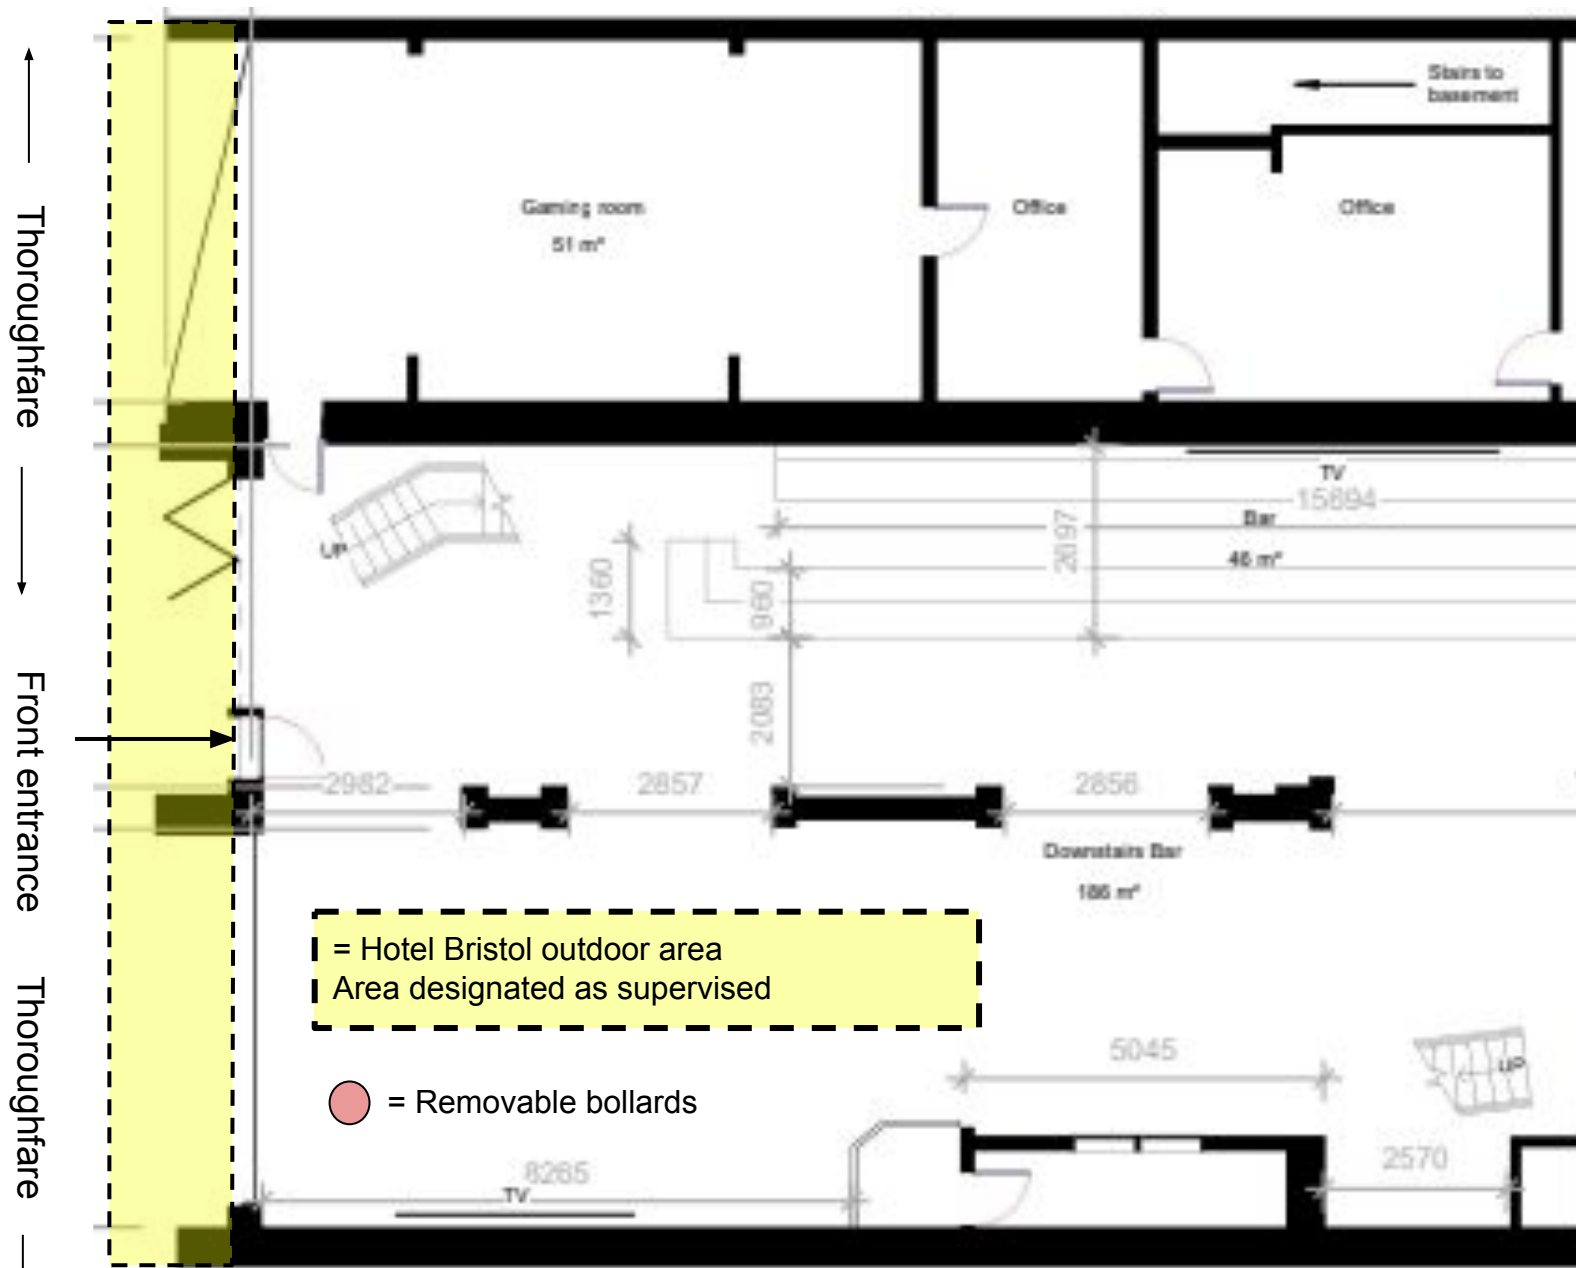 Stairs to
basement
Gaming room
51 m²
Office
Office
Thoroughfare
TV
15694
Bar
46 m²
2697
UP
1360
960
2083
Front entrance
2982
2857
2856
Downstairs Bar
186 m²
= Hotel Bristol outdoor area
Area designated as supervised
= Removable bollards
Thoroughfare
5045
UP
2570
8265
TV